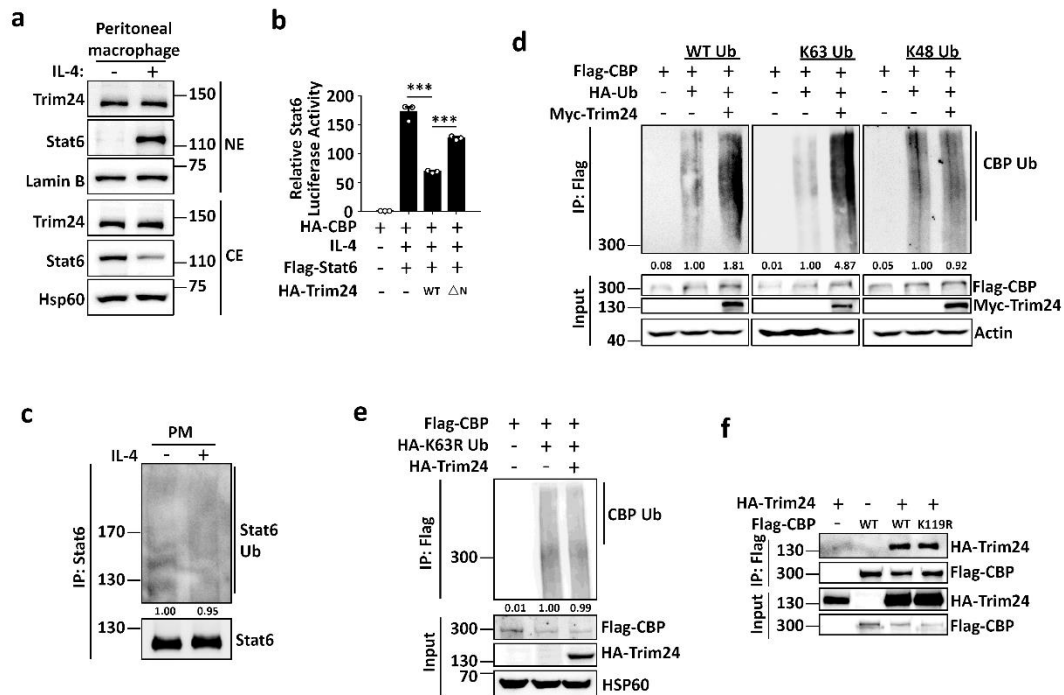 a
Peritoneal
macrophage
IL-4: - +
Trim24 150
Stat6 110 NE
75
Lamin B
Trim24 150
Stat6 110 CE
75
Hsp60
b
Relative Stat6
Luciferase Activity
200
150
100
50
0
*** ***
HA-CBP + + + +
IL-4 - + + +
Flag-Stat6 - + + +
HA-Trim24 - - WT △N
c
PM
IL-4 - +
IP: Stat6
170
130
Stat6
Ub
1.00 0.95
130
Stat6
d
WT Ub K63 Ub K48 Ub
Flag-CBP + + + + + + + + +
HA-Ub - + + - + + - + +
Myc-Trim24 - - + - - + - - +
IP: Flag
CBP Ub
300
0.08 1.00 1.81 0.01 1.00 4.87 0.05 1.00 0.92
Input
300 Flag-CBP
130 Myc-Trim24
40 Actin
e
Flag-CBP + + +
HA-K63R Ub - + +
HA-Trim24 - - +
IP: Flag
CBP Ub
300
0.01 1.00 0.99
Input
300 Flag-CBP
130 HA-Trim24
70
HSP60
f
HA-Trim24 + - + +
Flag-CBP - WT WT K119R
IP: Flag
130 HA-Trim24
300 Flag-CBP
Input
130 HA-Trim24
300 Flag-CBP